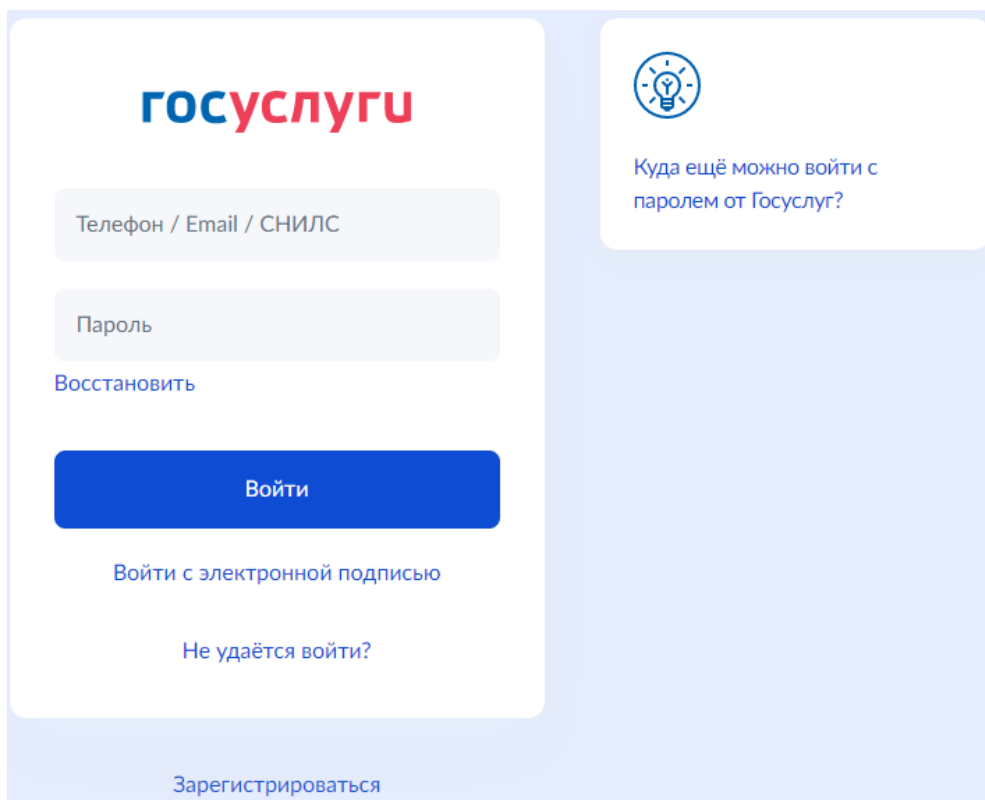 госуслуги
Телефон / Email / СНИЛС
Пароль
Восстановить
Войти
Войти с электронной подписью
Не удаётся войти?
Зарегистрироваться
Куда ещё можно войти с
паролем от Госуслуг?